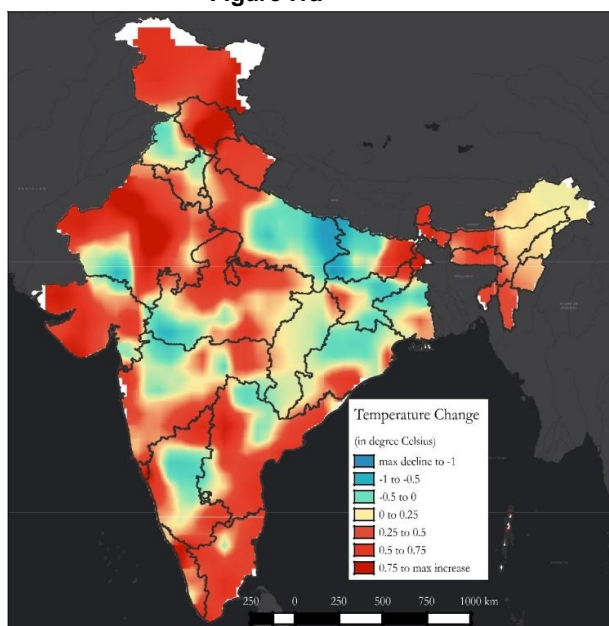 Temperature Change
(in degree Celsius)
max decline to -1
-1 to -0.5
-0.5 to 0
0 to 0.25
0.25 to 0.5
0.5 to 0.75
0.75 to max increase
250 0 250 500 750 1000 km